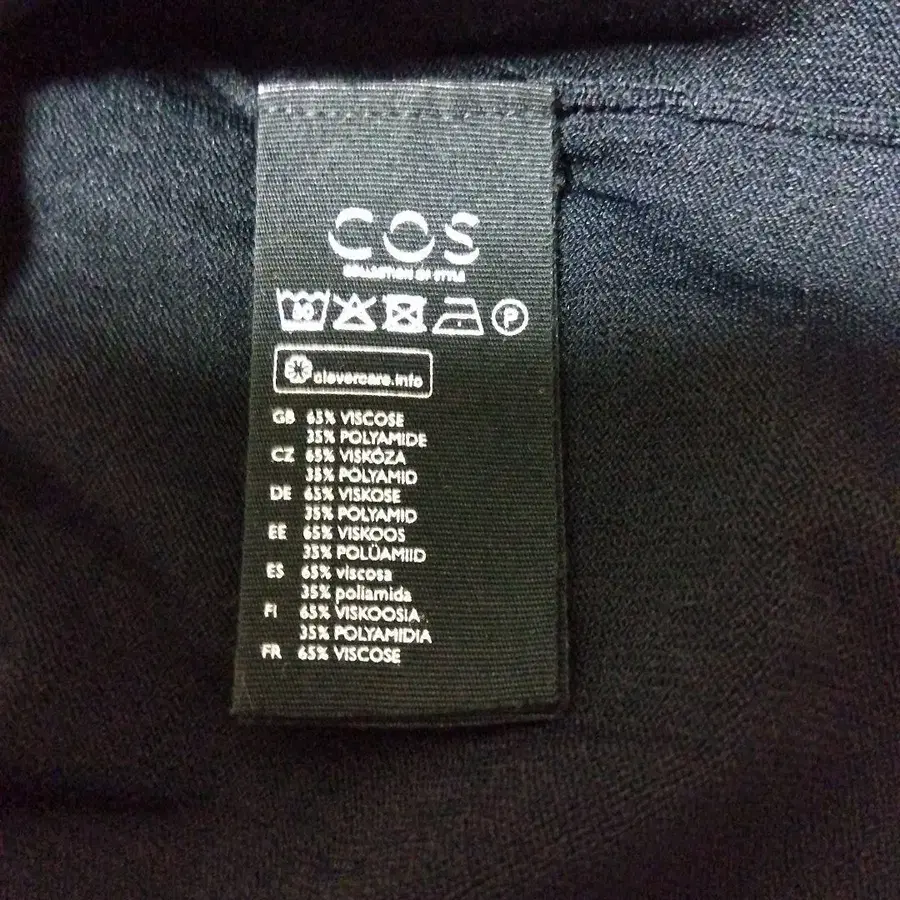 COS
COLLECTION OF STYLE
30
P
clevercare.info
GB 65% VISCOSE
35% POLYAMIDE
CZ 65% VISKÓZA
35% POLYAMID
DE 65% VISKOSE
35% POLYAMID
EE 65% VISKOOS
35% POLÜAMIID
ES 65% viscosa
35% poliamida
FI 65% VISKOOSIA
35% POLYAMIDIA
FR 65% VISCOSE